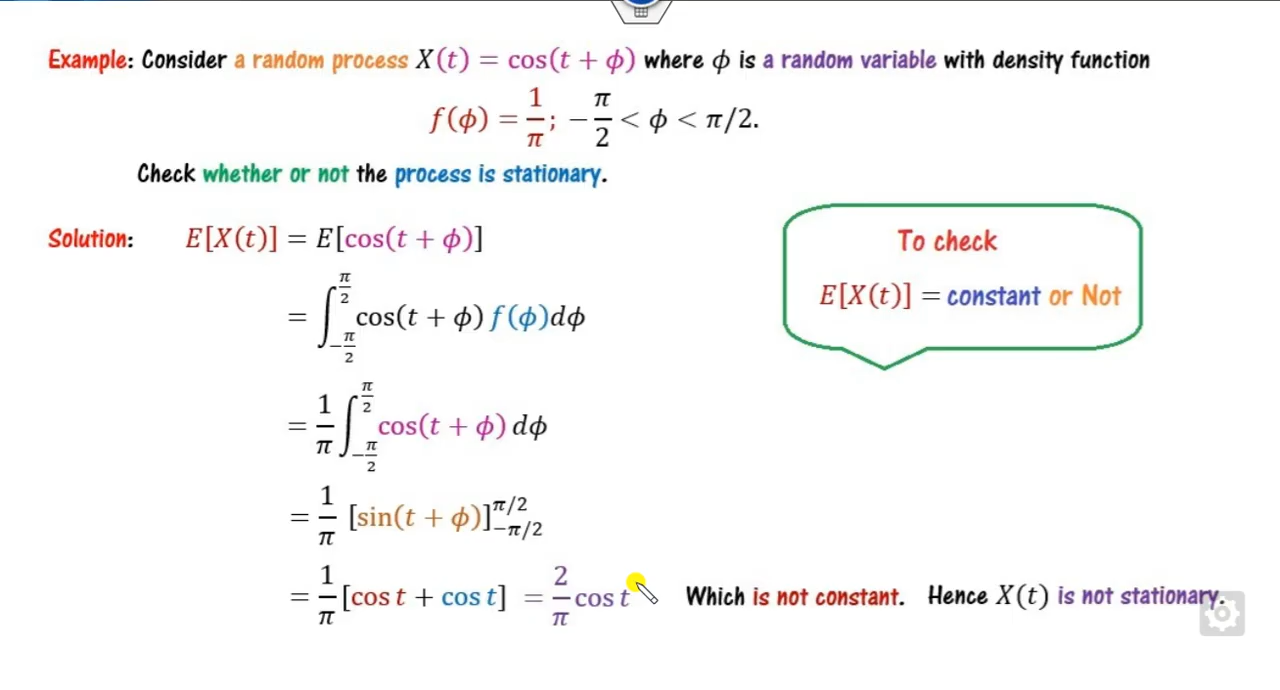 Example: Consider a random process X(t) = cos(t + ϕ) where ϕ is a random variable with density function
f(ϕ) = 1/π; −π/2 < ϕ < π/2.
Check whether or not the process is stationary.
Solution: E[X(t)] = E[cos(t + ϕ)]
To check
E[X(t)] = constant or Not
= ∫_{−π/2}^{π/2} cos(t + ϕ) f(ϕ)dϕ
= 1/π ∫_{−π/2}^{π/2} cos(t + ϕ) dϕ
= 1/π [sin(t + ϕ)]_{−π/2}^{π/2}
= 1/π [cos t + cos t] = 2/π cos t Which is not constant. Hence X(t) is not stationary.